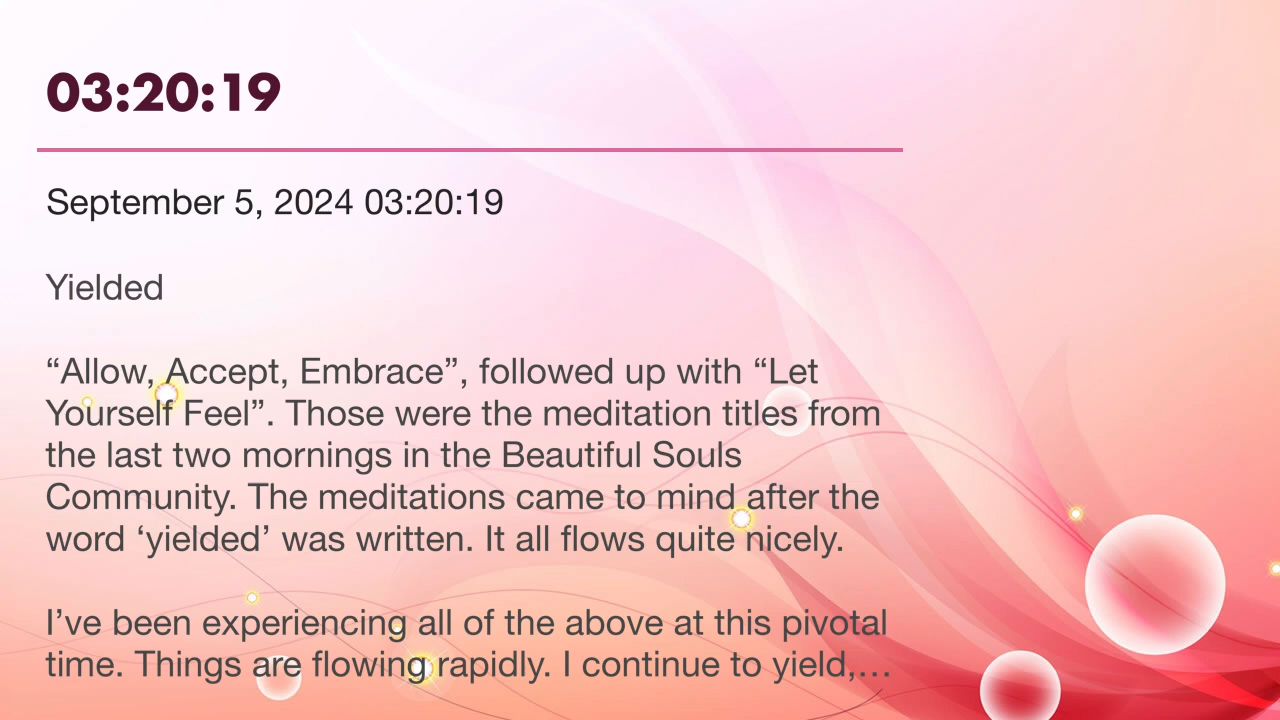 03:20:19
September 5, 2024 03:20:19
Yielded
“Allow, Accept, Embrace”, followed up with “Let
Yourself Feel”. Those were the meditation titles from
the last two mornings in the Beautiful Souls
Community. The meditations came to mind after the
word ‘yielded’ was written. It all flows quite nicely.
I’ve been experiencing all of the above at this pivotal
time. Things are flowing rapidly. I continue to yield,…